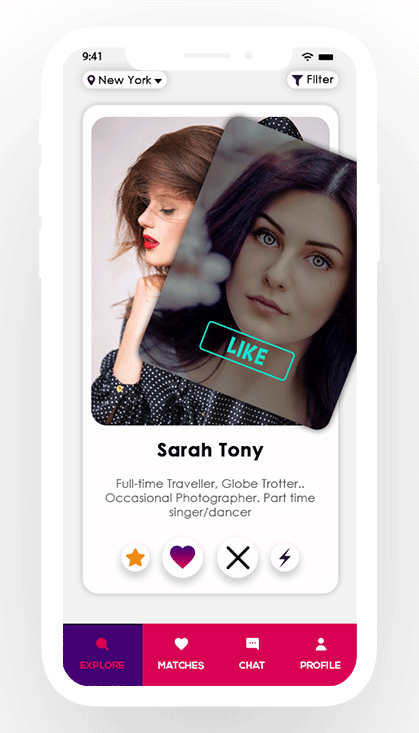 9:41
New York
Filter
LIKE
Sarah Tony
Full-time Traveller, Globe Trotter..
Occasional Photographer. Part time
singer/dancer
EXPLORE
MATCHES
CHAT
PROFILE